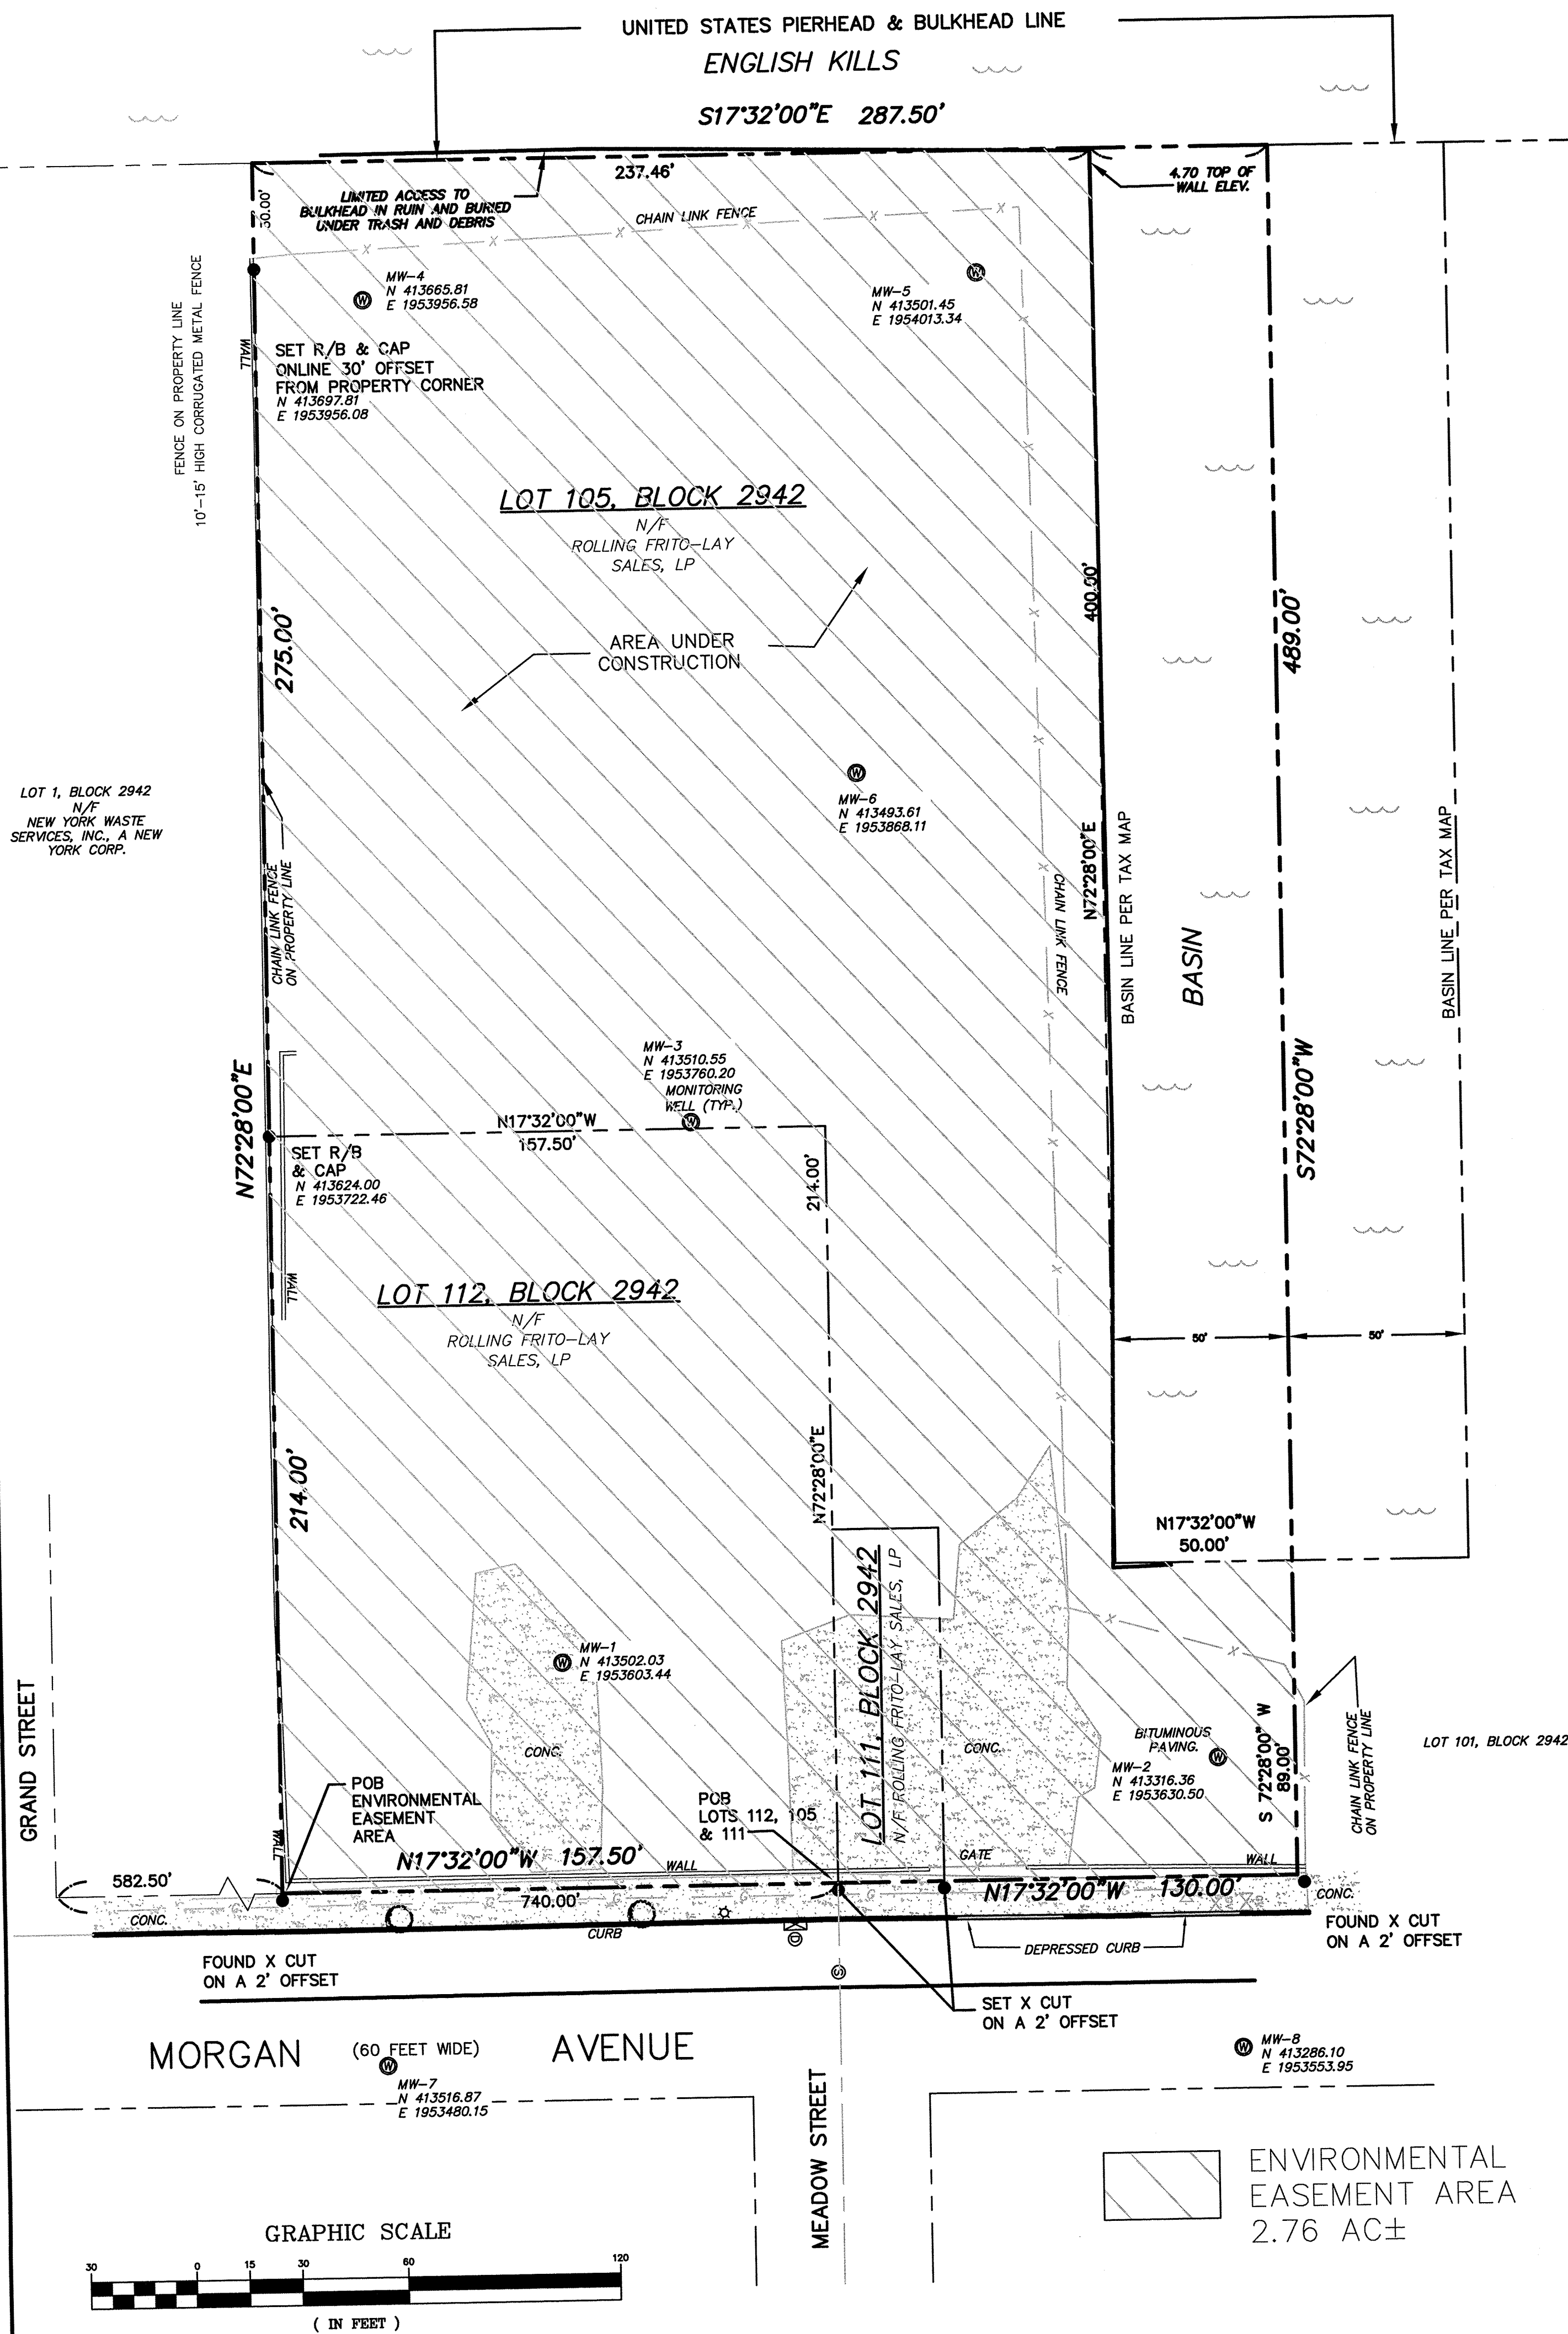 UNITED STATES PIERHEAD & BULKHEAD LINE
ENGLISH KILLS
S17°32'00"E 287.50'
237.46'
4.70 TOP OF
WALL ELEV.
30.00'
LIMITED ACCESS TO
BULKHEAD IN RUIN AND BURIED
UNDER TRASH AND DEBRIS
CHAIN LINK FENCE
MW-4
N 413665.81
E 1953956.58
MW-5
N 413501.45
E 1954013.34
FENCE ON PROPERTY LINE
10'-15' HIGH CORRUGATED METAL FENCE
WALL
SET R/B & CAP
ONLINE 30' OFFSET
FROM PROPERTY CORNER
N 413697.81
E 1953956.08
LOT 105, BLOCK 2942
N/F
ROLLING FRITO-LAY
SALES, LP
AREA UNDER
CONSTRUCTION
275.00'
400.00'
489.00'
LOT 1, BLOCK 2942
N/F
NEW YORK WASTE
SERVICES, INC., A NEW
YORK CORP.
MW-6
N 413493.61
E 1953868.11
CHAIN LINK FENCE
ON PROPERTY LINE
CHAIN LINK FENCE
N72°28'00"E
BASIN LINE PER TAX MAP
BASIN
BASIN LINE PER TAX MAP
MW-3
N 413510.55
E 1953760.20
MONITORING
WELL (TYP.)
N72°28'00"E
N17°32'00"W
157.50'
214.00'
S72°28'00"W
SET R/B
& CAP
N 413624.00
E 1953722.46
WALL
LOT 112, BLOCK 2942
N/F
ROLLING FRITO-LAY
SALES, LP
50'
50'
214.00'
N72°28'00"E
N17°32'00"W
50.00'
LOT 111, BLOCK 2942
N/F ROLLING FRITO-LAY SALES, LP
MW-1
N 413502.03
E 1953603.44
CONC.
CONC.
BITUMINOUS
PAVING.
MW-2
N 413316.36
E 1953630.50
S 72°28'00" W
89.00'
CHAIN LINK FENCE
ON PROPERTY LINE
LOT 101, BLOCK 2942
GRAND STREET
POB
ENVIRONMENTAL
EASEMENT
AREA
POB
LOTS 112, 105
& 111
WALL
N17°32'00"W 157.50'
WALL
GATE
WALL
582.50'
740.00'
N17°32'00"W 130.00'
CONC.
CONC.
CURB
DEPRESSED CURB
FOUND X CUT
ON A 2' OFFSET
FOUND X CUT
ON A 2' OFFSET
SET X CUT
ON A 2' OFFSET
MORGAN (60 FEET WIDE) AVENUE
MW-7
N 413516.87
E 1953480.15
MW-8
N 413286.10
E 1953553.95
MEADOW STREET
ENVIRONMENTAL
EASEMENT AREA
2.76 AC±
GRAPHIC SCALE
30 0 15 30 60 120
( IN FEET )